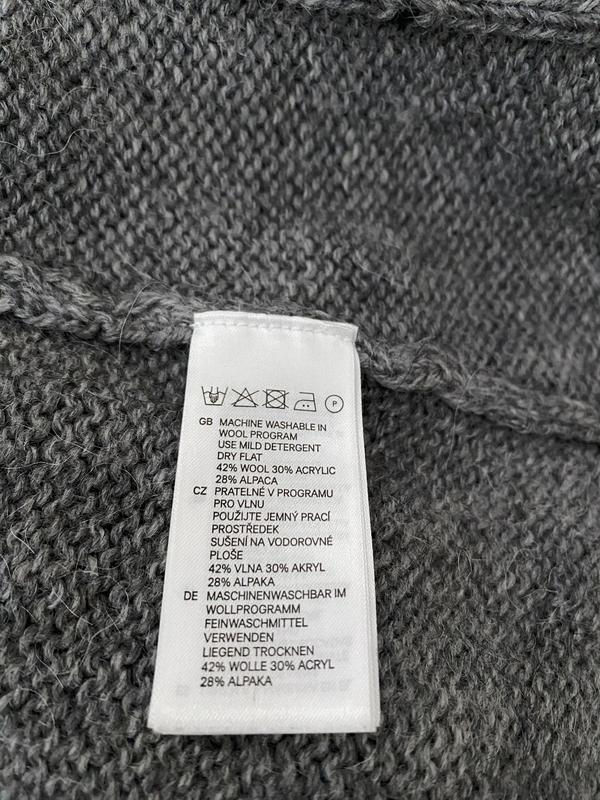 P
GB MACHINE WASHABLE IN
WOOL PROGRAM
USE MILD DETERGENT
DRY FLAT
42% WOOL 30% ACRYLIC
28% ALPACA
CZ PRATELNÉ V PROGRAMU
PRO VLNU
POUŽIJTE JEMNÝ PRACÍ
PROSTŘEDEK
SUŠENÍ NA VODOROVNÉ
PLOŠE
42% VLNA 30% AKRYL
28% ALPAKA
DE MASCHINENWASCHBAR IM
WOLLPROGRAMM
FEINWASCHMITTEL
VERWENDEN
LIEGEND TROCKNEN
42% WOLLE 30% ACRYL
28% ALPAKA